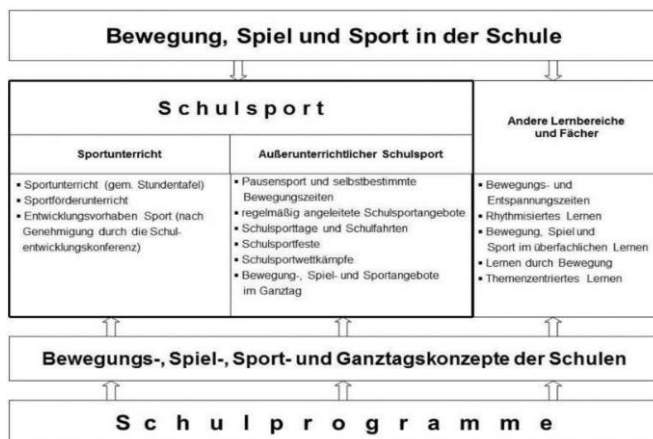 Bewegung, Spiel und Sport in der Schule
Schulsport
Sportunterricht
▪ Sportunterricht (gem. Stundentafel)
▪ Sportförderunterricht
▪ Entwicklungsvorhaben Sport (nach
Genehmigung durch die Schul-
entwicklungskonferenz)
Außerunterrichtlicher Schulsport
▪ Pausensport und selbstbestimmte
Bewegungszeiten
▪ regelmäßig angeleitete Schulsportangebote
▪ Schulsporttage und Schulfahrten
▪ Schulsportfeste
▪ Schulsportwettkämpfe
▪ Bewegung-, Spiel- und Sportangebote
im Ganztag
Andere Lernbereiche
und Fächer
▪ Bewegungs- und
Entspannungszeiten
▪ Rhythmisiertes Lernen
▪ Bewegung, Spiel und
Sport im überfachlichen Lernen
▪ Lernen durch Bewegung
▪ Themenzentriertes Lernen
Bewegungs-, Spiel-, Sport- und Ganztagskonzepte der Schulen
Schulprogramme